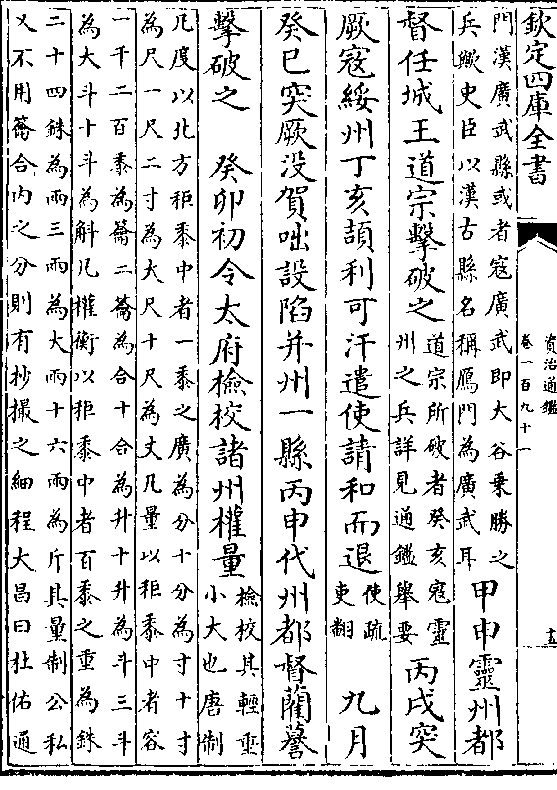 欽定四庫全書
資治通鑑
卷一百九十一
十五
門漢廣武縣或者寇廣武即大谷乗勝之
兵歟史臣以漢古縣名稱鴈門為廣武耳
甲申靈州都
督任城王道宗擊破之
道宗所破者癸亥寇靈
州之兵詳見通鑑舉要
丙戌突
厥寇綏州丁亥頡利可汗遣使請和而退
使疏
吏翻
九月
癸巳突厥没賀咄設陷并州一縣丙申代州都督藺謩
擊破之 癸卯初令太府檢校諸州權量
檢校其輕重
小大也唐制
凡度以北方秬黍中者一黍之廣為分十分為寸十寸
為尺一尺二寸為大尺十尺為丈凡量以秬黍中者容
一千二百黍為籥二籥為合十合為升十升為斗三斗
為大斗十斗為斛凡權衡以秬黍中者百黍之重為銖
二十四銖為兩三兩為大兩十六兩為斤其量制公私
又不用籥合内之分則有抄撮之細程大昌曰杜佑通